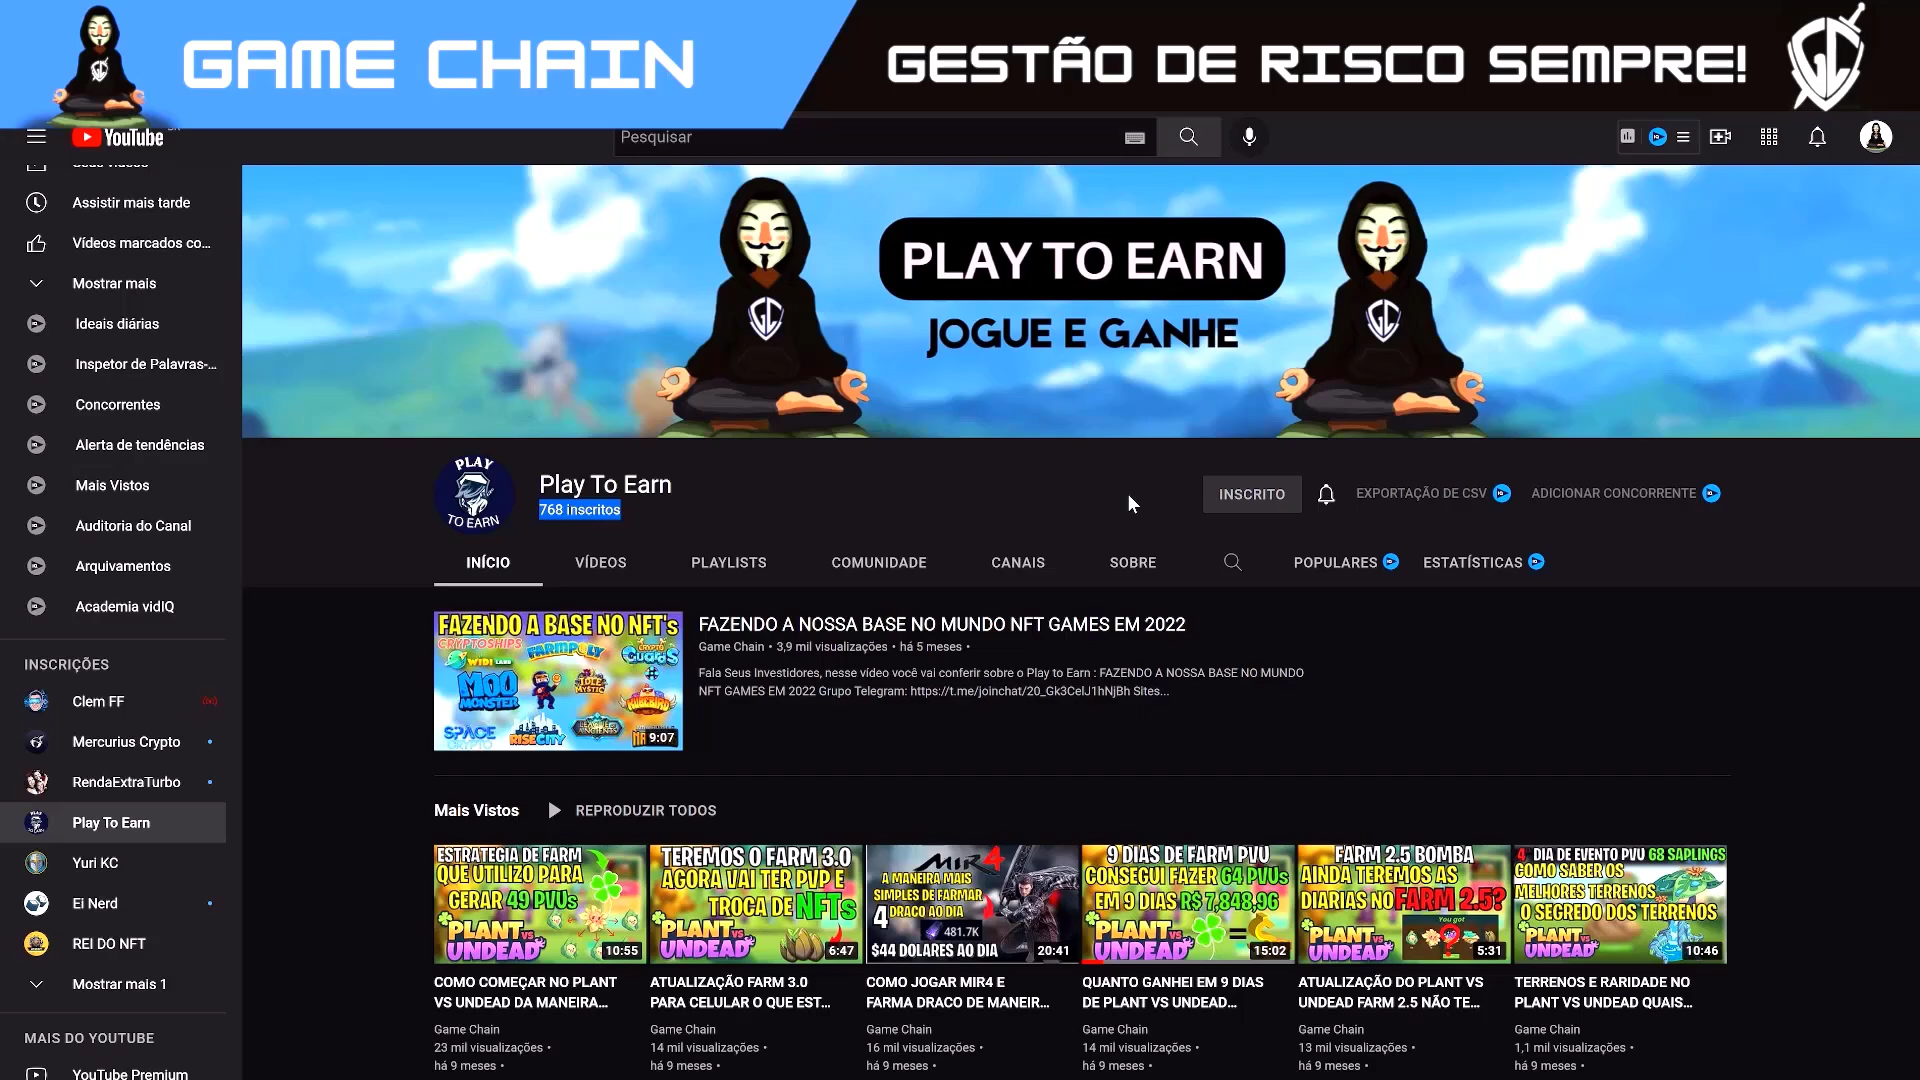 GAME CHAIN
GESTÃO DE RISCO SEMPRE!
YouTube
Pesquisar
Assistir mais tarde
Vídeos marcados co...
Mostrar mais
Ideais diárias
Inspetor de Palavras-...
Concorrentes
Alerta de tendências
Mais Vistos
Auditoria do Canal
Arquivamentos
Academia vidIQ
INSCRIÇÕES
Clem FF
Mercurius Crypto
RendaExtraTurbo
Play To Earn
Yuri KC
Ei Nerd
REI DO NFT
Mostrar mais 1
MAIS DO YOUTUBE
YouTube Premium
PLAY TO EARN
JOGUE E GANHE
PLAY
TO EARN
Play To Earn
768 inscritos
INSCRITO
EXPORTAÇÃO DE CSV
ADICIONAR CONCORRENTE
INÍCIO
VÍDEOS
PLAYLISTS
COMUNIDADE
CANAIS
SOBRE
POPULARES
ESTATÍSTICAS
FAZENDO A BASE NO NFT's
CRYPTOSHIPS
FARMPOLY
CRYPTO
GUARDS
WIDI LABS
MOO
MONSTER
IDLE
MYSTIC
SPACE
CRYPTO
RISECITY
LEAGUE OF
ANCIENTS
9:07
FAZENDO A NOSSA BASE NO MUNDO NFT GAMES EM 2022
Game Chain • 3,9 mil visualizações • há 5 meses •
Fala Seus Investidores, nesse vídeo você vai conferir sobre o Play to Earn : FAZENDO A NOSSA BASE NO MUNDO
NFT GAMES EM 2022 Grupo Telegram: https://t.me/joinchat/20_Gk3CelJ1hNjBh Sites...
Mais Vistos
REPRODUZIR TODOS
ESTRATEGIA DE FARM
QUE UTILIZO PARA
GERAR 49 PVUs
PLANT VS
UNDEAD
10:55
COMO COMEÇAR NO PLANT
VS UNDEAD DA MANEIRA...
Game Chain
23 mil visualizações •
há 9 meses •
TEREMOS O FARM 3.0
AGORA VAI TER PVP E
TROCA DE NFTs
PLANT VS
UNDEAD
6:47
ATUALIZAÇÃO FARM 3.0
PARA CELULAR O QUE EST...
Game Chain
14 mil visualizações •
há 9 meses •
MIR4
A MANEIRA MAIS
SIMPLES DE FARMAR
4 DRACO AO DIA
481.7K
$44 DOLARES AO DIA
20:41
COMO JOGAR MIR4 E
FARMA DRACO DE MANEIR...
Game Chain
16 mil visualizações •
há 9 meses •
9 DIAS DE FARM PVU
CONSEGUI FAZER 64 PVUs
EM 9 DIAS R$ 7,848,96
PLANT VS
UNDEAD
15:02
QUANTO GANHEI EM 9 DIAS
DE PLANT VS UNDEAD...
Game Chain
14 mil visualizações •
há 9 meses •
FARM 2.5 BOMBA
AINDA TEREMOS AS
DIARIAS NO FARM 2.5?
You got
PLANT VS
UNDEAD
5:31
ATUALIZAÇÃO DO PLANT VS
UNDEAD FARM 2.5 NÃO TE...
Game Chain
13 mil visualizações •
há 9 meses •
4° DIA DE EVENTO PVU 68 SAPLINGS
COMO SABER OS
MELHORES TERRENOS
O SEGREDO DOS TERRENOS
PLANT VS
UNDEAD
10:46
TERRENOS E RARIDADE NO
PLANT VS UNDEAD QUAIS...
Game Chain
1,1 mil visualizações •
há 9 meses •